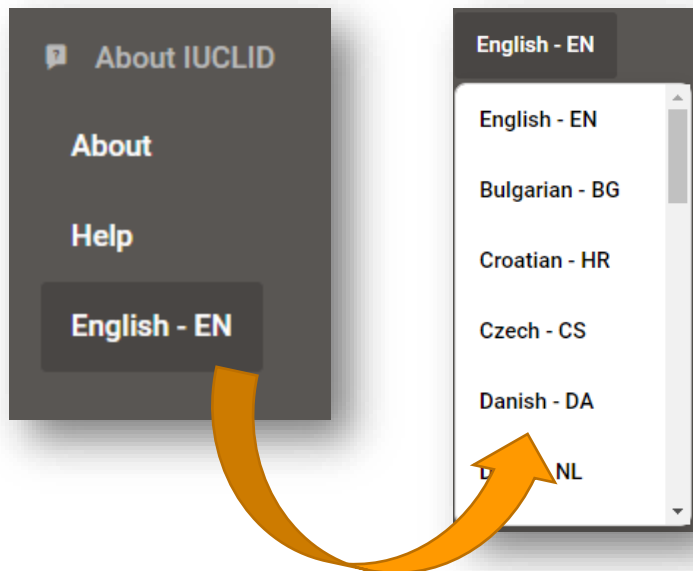 About IUCLID
About
Help
English - EN
English - EN
English - EN
Bulgarian - BG
Croatian - HR
Czech - CS
Danish - DA
NL